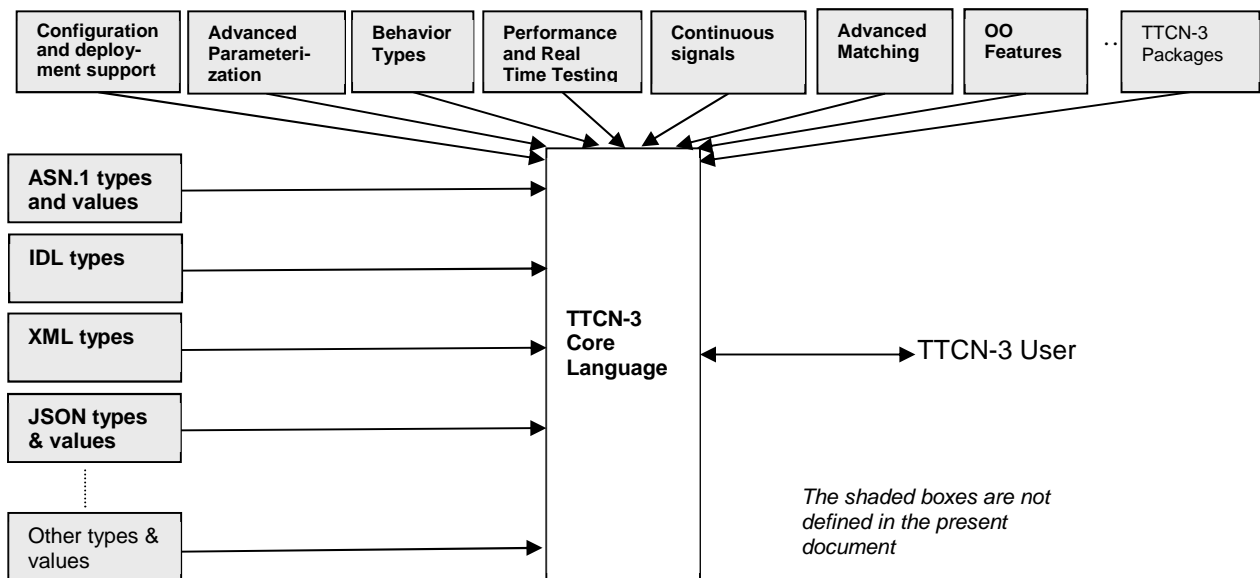 Configuration
and deploy-
ment support
Advanced
Parameteri-
zation
Behavior
Types
Performance
and Real
Time Testing
Continuous
signals
Advanced
Matching
OO
Features
..
TTCN-3
Packages
ASN.1 types
and values
IDL types
XML types
JSON types
& values
Other types &
values
TTCN-3
Core
Language
TTCN-3 User
The shaded boxes are not
defined in the present
document